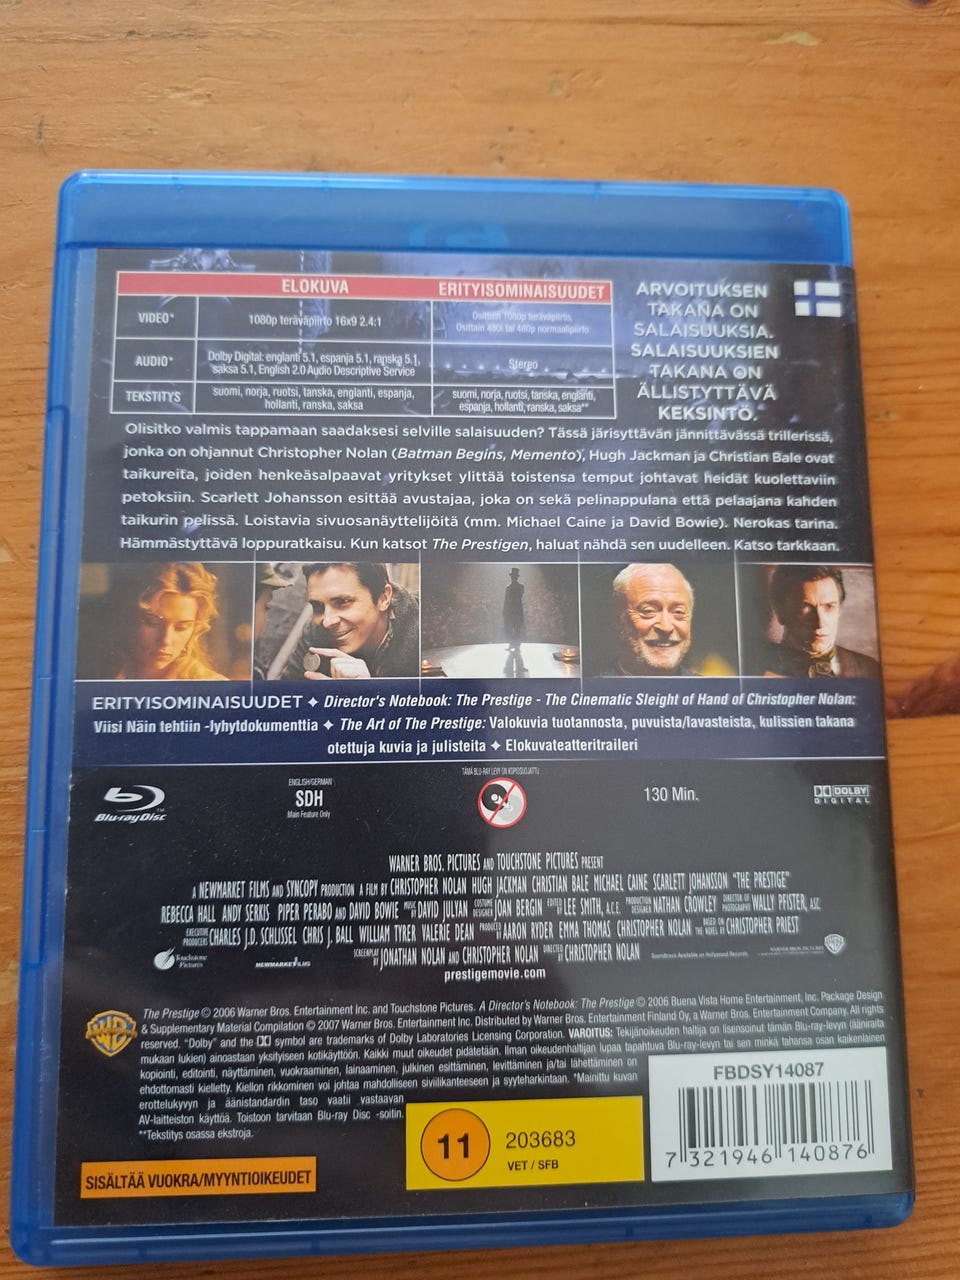 ELOKUVA ERITYISOMINAISUUDET
VIDEO* 1080p teräväpiirto 16x9 2.4:1 Osittain 1080p teräväpiirto, Osittain 480i tai 480p normaalipiirto
AUDIO* Dolby Digital: englanti 5.1, espanja 5.1, ranska 5.1, saksa 5.1, English 2.0 Audio Descriptive Service Stereo
TEKSTITYS suomi, norja, ruotsi, tanska, englanti, espanja, hollanti, ranska, saksa suomi, norja, ruotsi, tanska, englanti, espanja, hollanti, ranska, saksa**
ARVOITUKSEN
TAKANA ON
SALAISUUKSIA.
SALAISUUKSIEN
TAKANA ON
ÄLLISTYTTÄVÄ
KEKSINTÖ.
Olisitko valmis tappamaan saadaksesi selville salaisuuden? Tässä järisyttävän jännittävässä trillerissä,
jonka on ohjannut Christopher Nolan (Batman Begins, Memento), Hugh Jackman ja Christian Bale ovat
taikureita, joiden henkeäsalpaavat yritykset ylittää toistensa temput johtavat heidät kuolettaviin
petoksiin. Scarlett Johansson esittää avustajaa, joka on sekä pelinappulana että pelaajana kahden
taikurin pelissä. Loistavia sivuosanäyttelijöitä (mm. Michael Caine ja David Bowie). Nerokas tarina.
Hämmästyttävä loppuratkaisu. Kun katsot The Prestigen, haluat nähdä sen uudelleen. Katso tarkkaan.
ERITYISOMINAISUUDET ✦ Director's Notebook: The Prestige - The Cinematic Sleight of Hand of Christopher Nolan:
Viisi Näin tehtiin -lyhytdokumenttia ✦ The Art of The Prestige: Valokuvia tuotannosta, puvuista/lavasteista, kulissien takana
otettuja kuvia ja julisteita ✦ Elokuvateatteritraileri
TÄMÄ BLU-RAY LEVY ON KOPIOSUOJATTU
Blu-ray Disc™
ENGLISH/GERMAN
SDH
Main Feature Only
130 Min.
DOLBY
DIGITAL
WARNER BROS. PICTURES AND TOUCHSTONE PICTURES PRESENT
A NEWMARKET FILMS AND SYNCOPY PRODUCTION A FILM BY CHRISTOPHER NOLAN HUGH JACKMAN CHRISTIAN BALE MICHAEL CAINE SCARLETT JOHANSSON "THE PRESTIGE"
REBECCA HALL ANDY SERKIS PIPER PERABO AND DAVID BOWIE MUSIC BY DAVID JULYAN COSTUME DESIGNER JOAN BERGIN EDITED BY LEE SMITH, A.C.E. PRODUCTION DESIGNER NATHAN CROWLEY DIRECTOR OF PHOTOGRAPHY WALLY PFISTER, ASC
EXECUTIVE PRODUCERS CHARLES J.D. SCHLISSEL CHRIS J. BALL WILLIAM TYRER VALERIE DEAN PRODUCED BY AARON RYDER EMMA THOMAS CHRISTOPHER NOLAN BASED ON THE NOVEL BY CHRISTOPHER PRIEST
SCREENPLAY BY JONATHAN NOLAN AND CHRISTOPHER NOLAN DIRECTED BY CHRISTOPHER NOLAN
Touchstone Pictures
NEWMARKET FILMS
Soundtrack Available on Hollywood Records
prestigemovie.com
The Prestige © 2006 Warner Bros. Entertainment Inc. and Touchstone Pictures. A Director's Notebook: The Prestige © 2006 Buena Vista Home Entertainment, Inc. Package Design
& Supplementary Material Compilation © 2007 Warner Bros. Entertainment Inc. Distributed by Warner Bros. Entertainment Finland Oy, a Warner Bros. Entertainment Company. All rights
reserved. "Dolby" and the DD symbol are trademarks of Dolby Laboratories Licensing Corporation. VAROITUS: Tekijänoikeuden haltija on lisensoinut tämän Blu-ray-levyn (ääniraita
mukaan lukien) ainoastaan yksityiseen kotikäyttöön. Kaikki muut oikeudet pidätetään. Ilman oikeudenhaltijan lupaa tapahtuva Blu-ray-levyn tai sen minkä tahansa osan kaikenlainen
kopiointi, editointi, näyttäminen, vuokraaminen, lainaaminen, julkinen esittäminen, levittäminen ja/tai lähettäminen on
ehdottomasti kielletty. Kiellon rikkominen voi johtaa mahdolliseen siviilikanteeseen ja syyteharkintaan. *Mainittu kuvan
erottelukyvyn ja äänistandardin taso vaatii vastaavan
AV-laitteiston käyttöä. Toistoon tarvitaan Blu-ray Disc -soitin.
**Tekstitys osassa ekstroja.
SISÄLTÄÄ VUOKRA/MYYNTIOIKEUDET
11
203683
VET / SFB
FBDSY14087
7 321946 140876